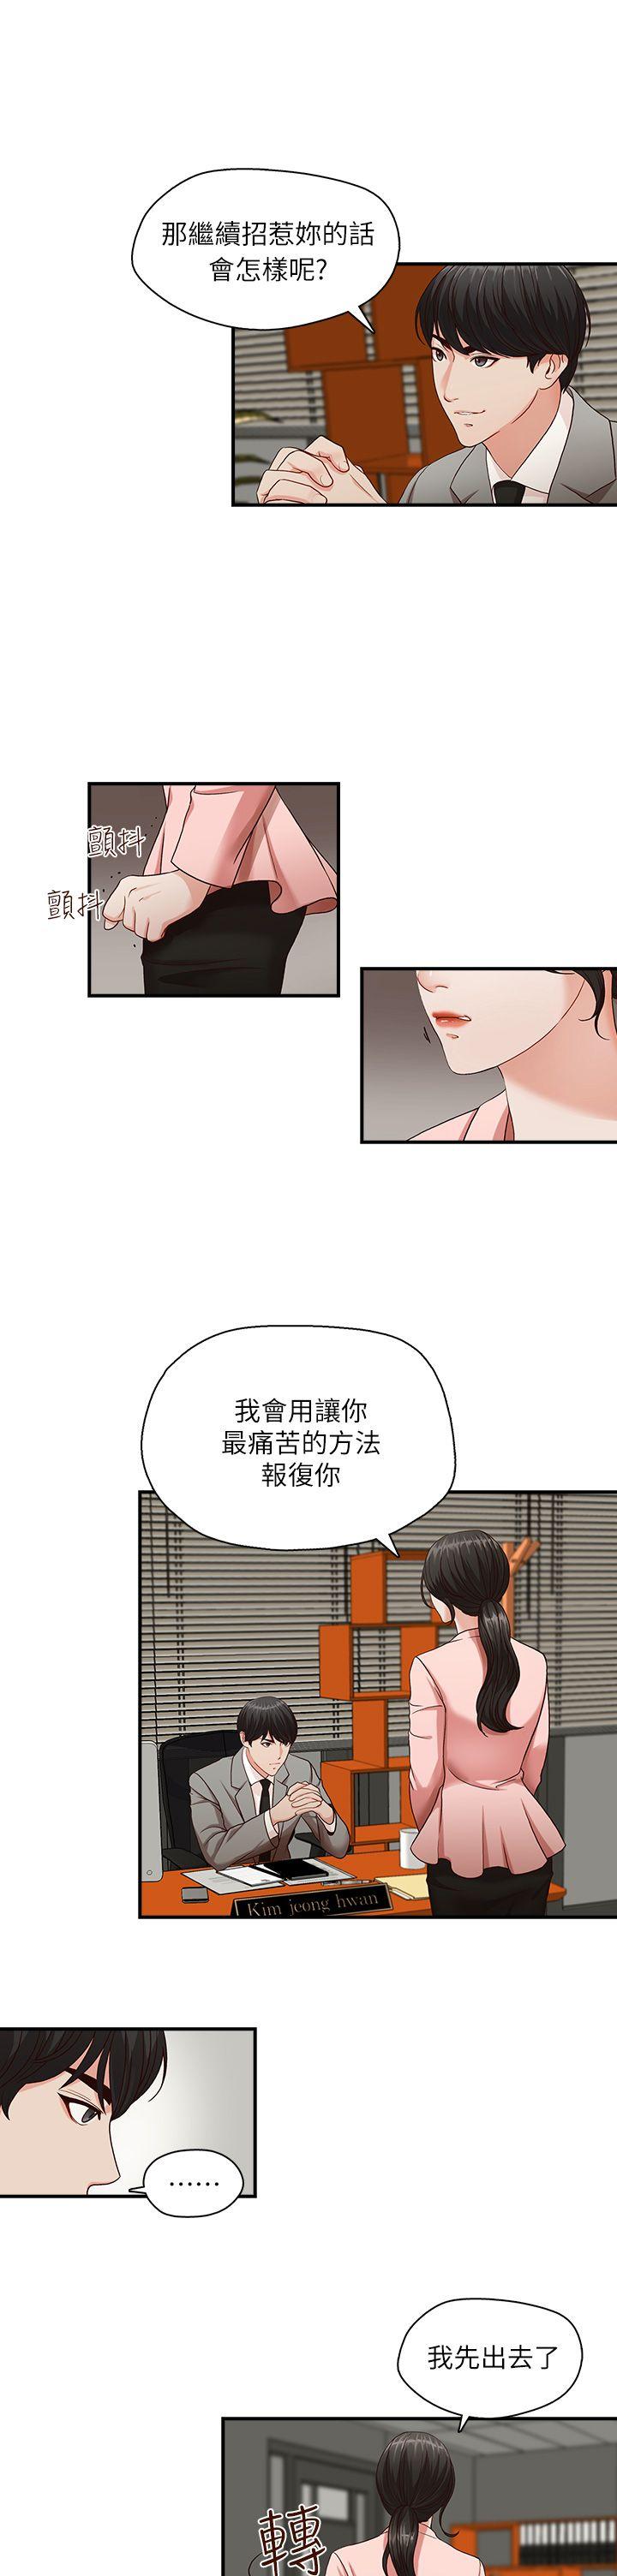 那繼續招惹妳的話
會怎樣呢?
顫抖
顫抖
我會用讓你
最痛苦的方法
報復你
Kim jeong hwan
······
我先出去了
轉